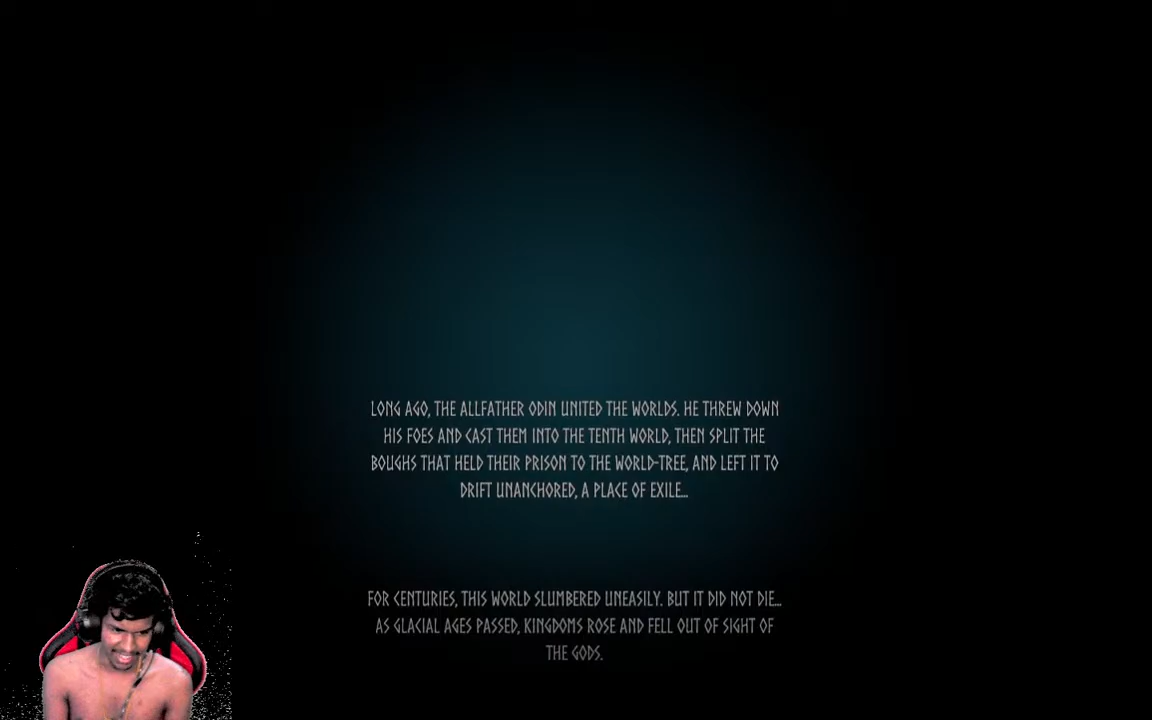 LONG AGO, THE ALLFATHER ODIN UNITED THE WORLDS. HE THREW DOWN
HIS FOES AND CAST THEM INTO THE TENTH WORLD, THEN SPLIT THE
BOUGHS THAT HELD THEIR PRISON TO THE WORLD-TREE, AND LEFT IT TO
DRIFT UNANCHORED, A PLACE OF EXILE...
FOR CENTURIES, THIS WORLD SLUMBERED UNEASILY. BUT IT DID NOT DIE...
AS GLACIAL AGES PASSED, KINGDOMS ROSE AND FELL OUT OF SIGHT OF
THE GODS.